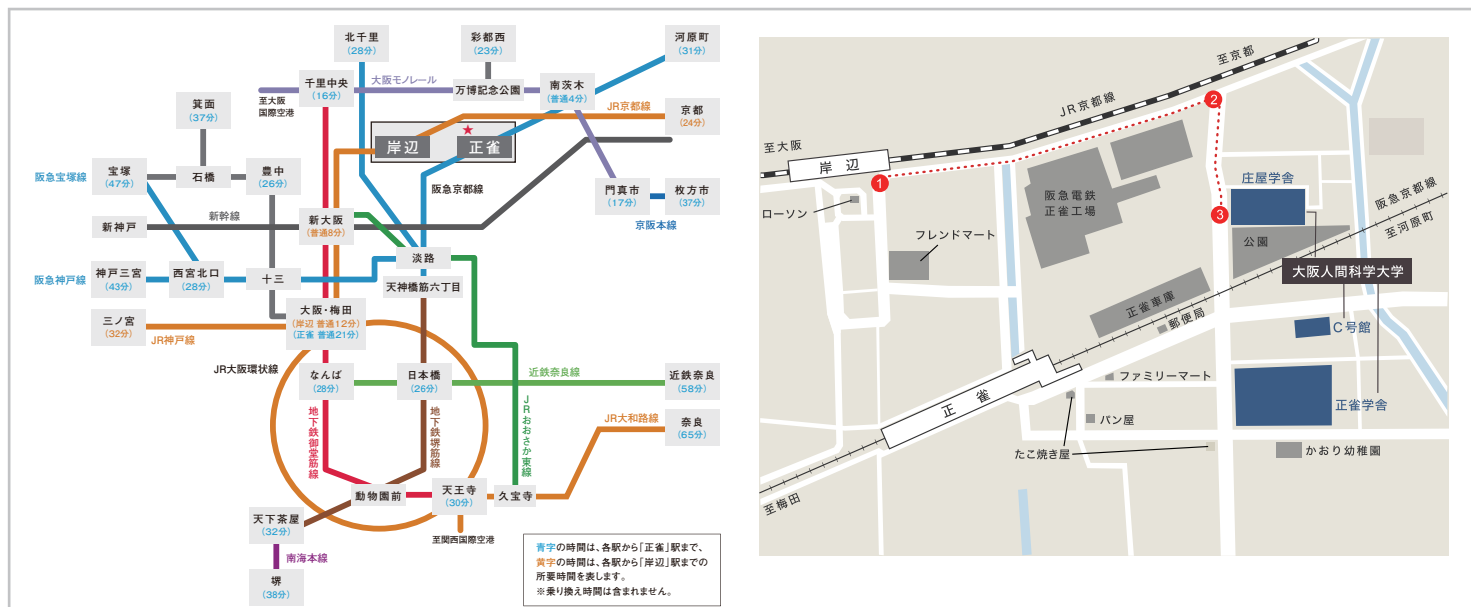 北千里
(28分)
彩都西
(23分)
河原町
(31分)
千里中央
(16分)
大阪モノレール
万博記念公園
南茨木
(普通4分)
至大阪
国際空港
箕面
(37分)
JR京都線
京都
(24分)
岸辺
★
正雀
阪急宝塚線
宝塚
(47分)
石橋
豊中
(26分)
阪急京都線
門真市
(17分)
枚方市
(37分)
京阪本線
新神戸
新幹線
新大阪
(普通8分)
淡路
阪急神戸線
神戸三宮
(43分)
西宮北口
(28分)
十三
天神橋筋六丁目
三ノ宮
(32分)
JR神戸線
大阪・梅田
(岸辺 普通12分)
(正雀 普通21分)
JR大阪環状線
なんば
(28分)
日本橋
(26分)
近鉄奈良線
近鉄奈良
(58分)
地下鉄御堂筋線
地下鉄堺筋線
JRおおさか東線
JR大和路線
奈良
(65分)
動物園前
天王寺
(30分)
久宝寺
天下茶屋
(32分)
至関西国際空港
南海本線
堺
(38分)
青字の時間は、各駅から「正雀」駅まで、
黄字の時間は、各駅から「岸辺」駅までの
所要時間を表します。
※乗り換え時間は含まれません。
至京都
JR京都線
至大阪
岸辺
1
2
3
ローソン
フレンドマート
阪急電鉄
正雀工場
庄屋学舎
公園
阪急京都線
至河原町
大阪人間科学大学
正雀車庫
郵便局
C号館
ファミリーマート
正雀
パン屋
正雀学舎
たこ焼き屋
かおり幼稚園
至梅田